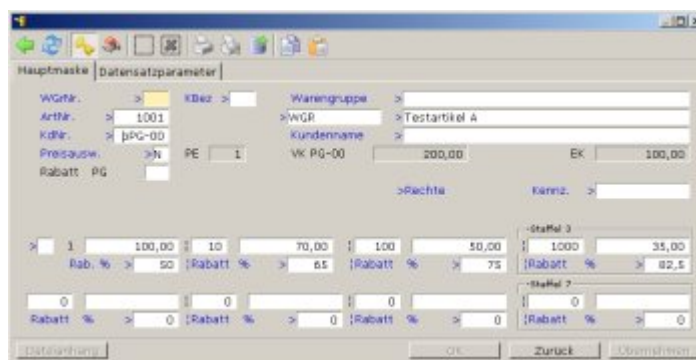 Hauptmaske Datensatzparameter
WGrNr. > KBez > Warengruppe >
ArtNr. > 1001 >WGR >Testartikel A
KdNr. > þPG-00 Kundenname >
Preisausw. >N PE 1 VK PG-00 200,00 EK 100,00
Rabatt PG
>Rechte Kennz. >
-Staffel 3
> 1 100,00 ¦ 10 70,00 ¦ 100 50,00 ¦ 1000 35,00
Rab. % > 50 ¦Rabatt % > 65 ¦Rabatt % > 75 ¦Rabatt % > 82,5
-Staffel 7
0 ¦ 0 ¦ 0 ¦ 0
Rabatt % > 0 ¦Rabatt % > 0 ¦Rabatt % > 0 ¦Rabatt % > 0
Dateianhang OK Zurück Übernehmen